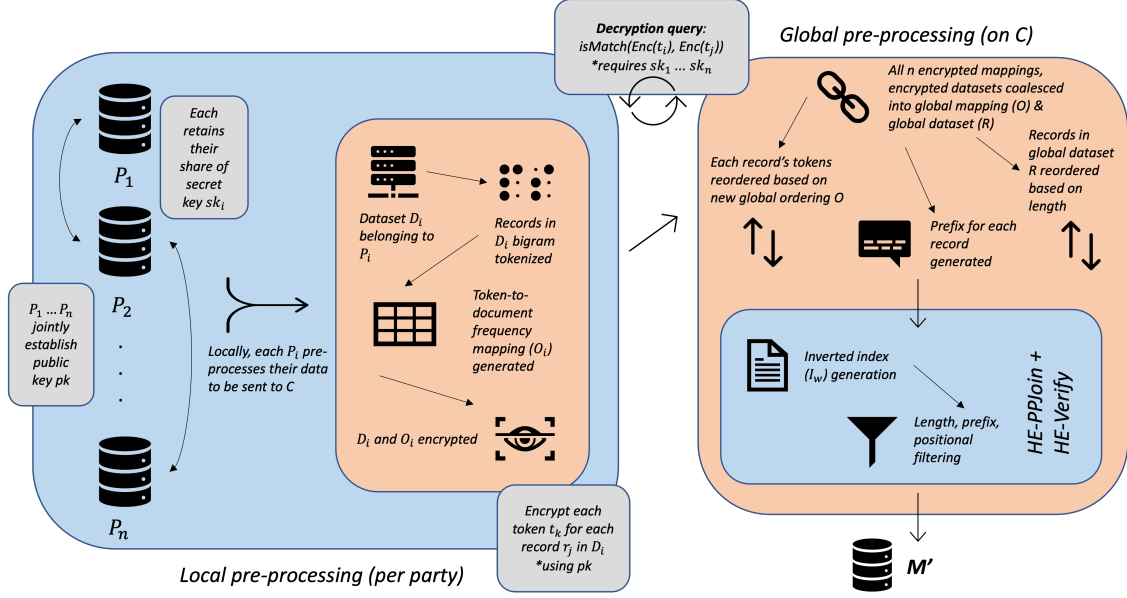 Decryption query:
isMatch(Enc(tᵢ), Enc(tⱼ))
*requires sk₁ ... skₙ
Global pre-processing (on C)
P₁
Each
retains
their
share of
secret
key skᵢ
P₂
P₁ ... Pₙ
jointly
establish
public
key pk
.
.
.
Pₙ
Locally, each Pᵢ pre-
processes their data
to be sent to C
Dataset Dᵢ
belonging to
Pᵢ
Records in
Dᵢ bigram
tokenized
Token-to-
document
frequency
mapping (Oᵢ)
generated
Dᵢ and Oᵢ encrypted
Encrypt each
token tₖ for each
record rⱼ in Dᵢ
*using pk
Local pre-processing (per party)
All n encrypted mappings,
encrypted datasets coalesced
into global mapping (O) &
global dataset (R)
Each record's tokens
reordered based on
new global ordering O
Records in
global dataset
R reordered
based on
length
Prefix for each
record
generated
Inverted index
(I_w) generation
Length, prefix,
positional
filtering
HE-PPJoin +
HE-Verify
M'